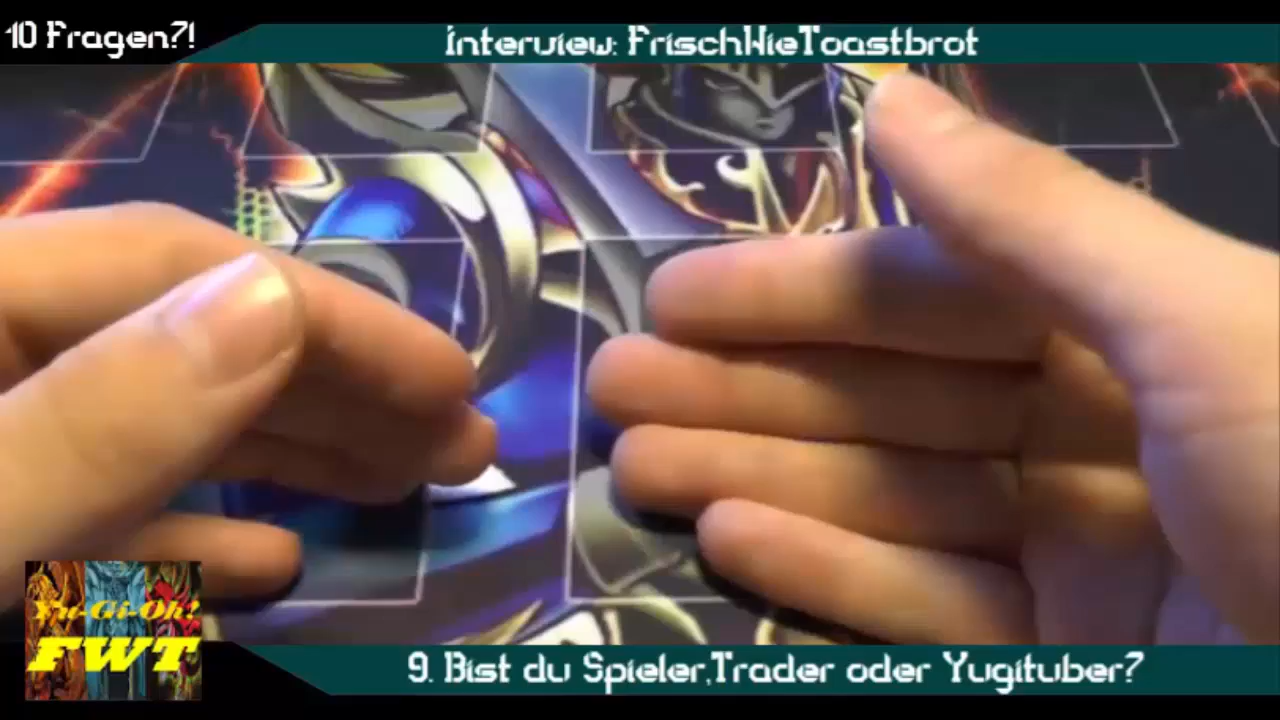 10 Fragen?!
Interview: FrischWieToastbrot
Yu-Gi-Oh!
FWT
9. Bist du Spieler,Trader oder Yugituber?